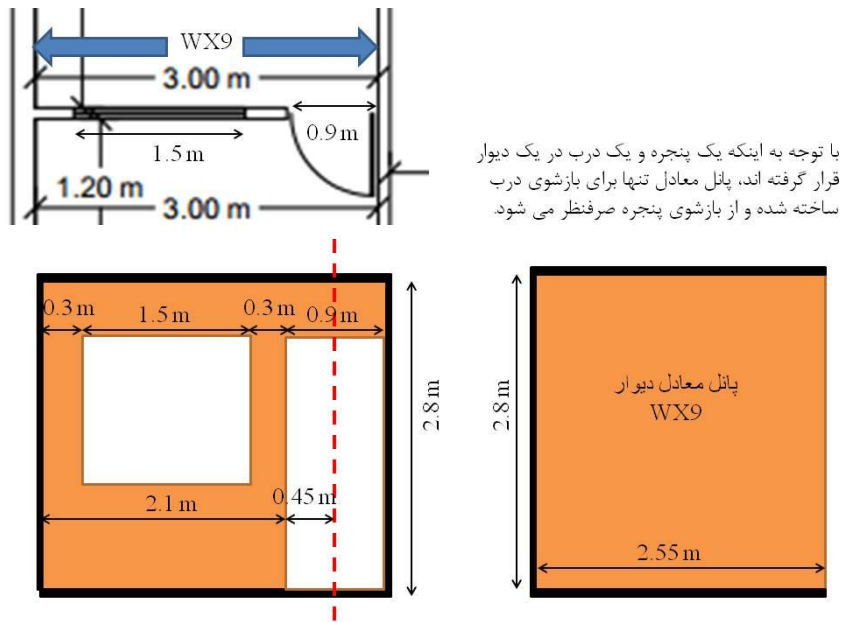 WX9
3.00 m
0.9 m
1.5 m
1.20 m
3.00 m
با توجه به اینکه یک پنجره و یک درب در یک دیوار
قرار گرفته اند، پانل معادل تنها برای بازشوی درب
ساخته شده و از بازشوی پنجره صرفنظر می شود.
0.3 m 1.5 m 0.3 m 0.9 m
2.8 m
2.1 m 0.45 m
2.8 m
پانل معادل دیوار
WX9
2.55 m